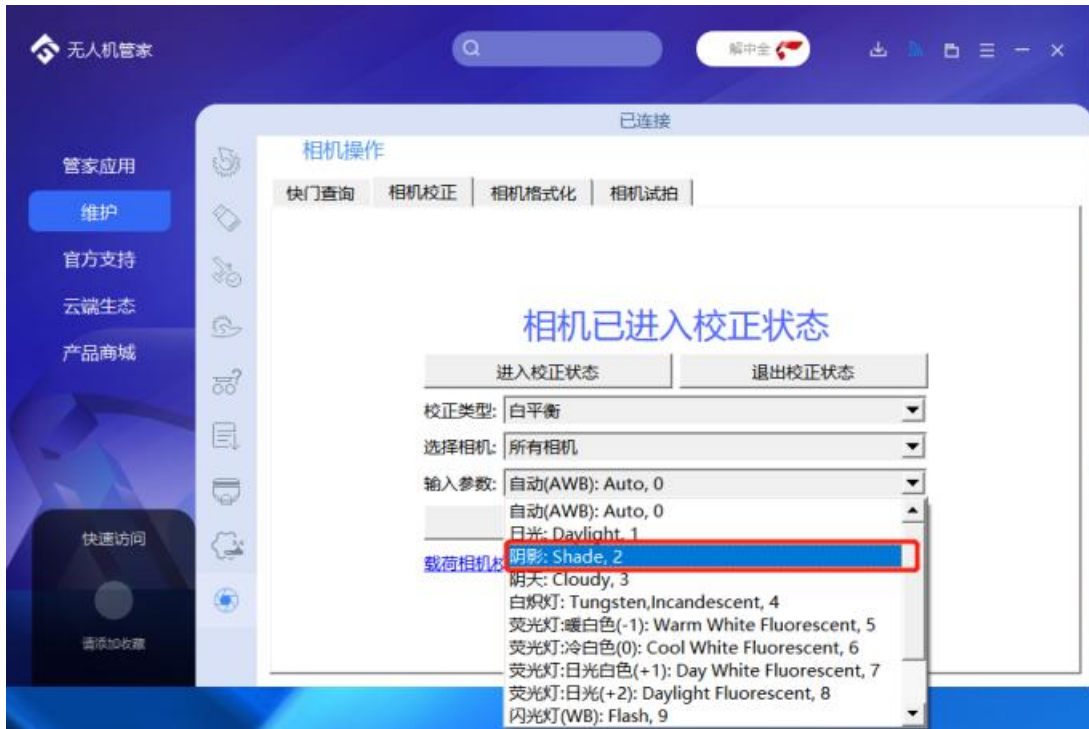 无人机管家
解中全
已连接
管家应用
维护
官方支持
云端生态
产品商城
快速访问
请添加收藏
相机操作
快门查询 相机校正 相机格式化 相机试拍
相机已进入校正状态
进入校正状态 退出校正状态
校正类型: 白平衡
选择相机: 所有相机
输入参数: 自动(AWB): Auto, 0
自动(AWB): Auto, 0
日光: Daylight, 1
阴影: Shade, 2
载荷相机校
阴天: Cloudy, 3
白炽灯: Tungsten,Incandescent, 4
荧光灯:暖白色(-1): Warm White Fluorescent, 5
荧光灯:冷白色(0): Cool White Fluorescent, 6
荧光灯:日光白色(+1): Day White Fluorescent, 7
荧光灯:日光(+2): Daylight Fluorescent, 8
闪光灯(WB): Flash, 9